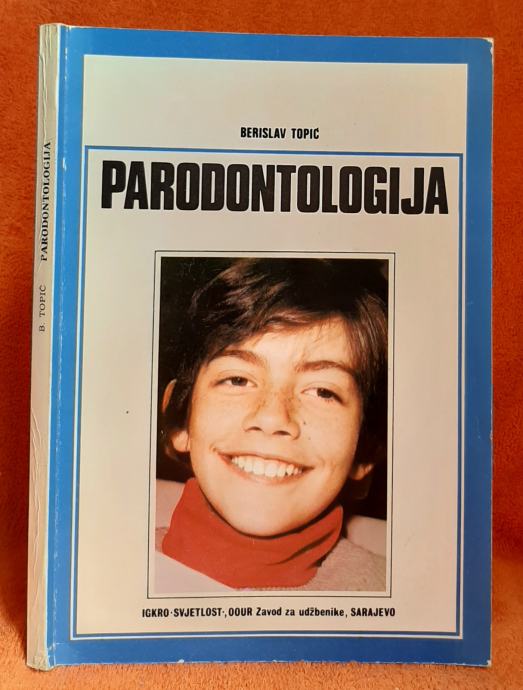 BERISLAV TOPIĆ
PARODONTOLOGIJA
IGKRO·SVJETLOST·, OOUR Zavod za udžbenike, SARAJEVO
B. TOPIĆ PARODONTOLOGIJA